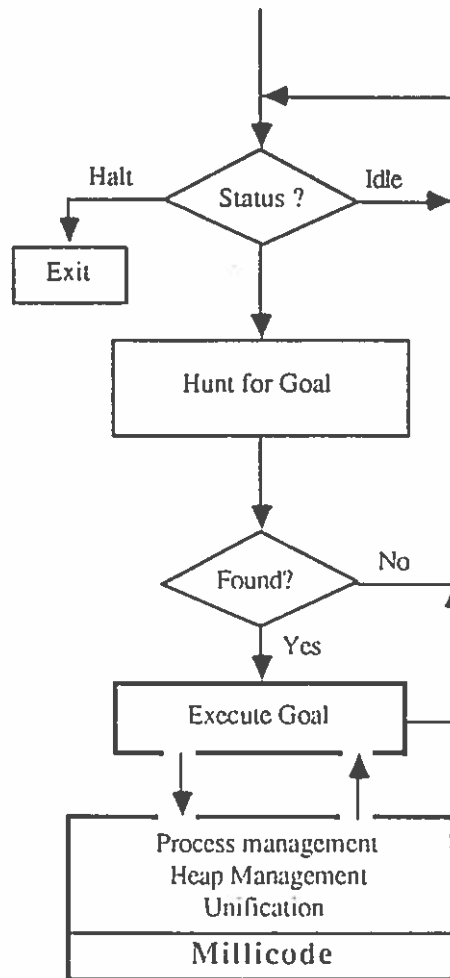 Halt
Status ?
Idle
Exit
Hunt for Goal
Found?
No
Yes
Execute Goal
Process management
Heap Management
Unification
Millicode